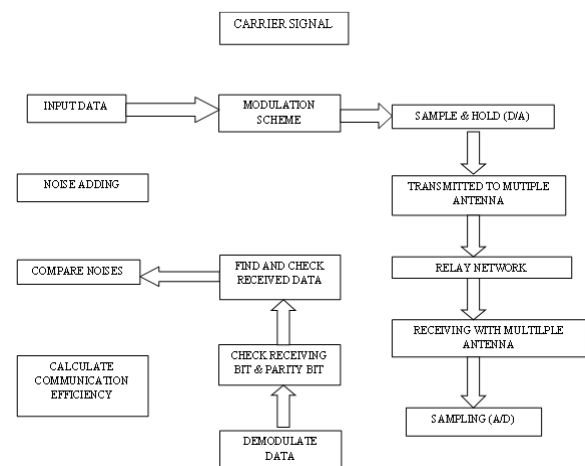 CARRIER SIGNAL
INPUT DATA
MODULATION
SCHEME
SAMPLE & HOLD (D/A)
NOISE ADDING
TRANSMITTED TO MUTIPLE
ANTENNA
COMPARE NOISES
FIND AND CHECK
RECEIVED DATA
RELAY NETWORK
RECEIVING WITH MULTILPLE
ANTENNA
CALCULATE
COMMUNICATION
EFFICIENCY
CHECK RECEIVING
BIT & PARITY BIT
SAMPLING (A/D)
DEMODULATE
DATA